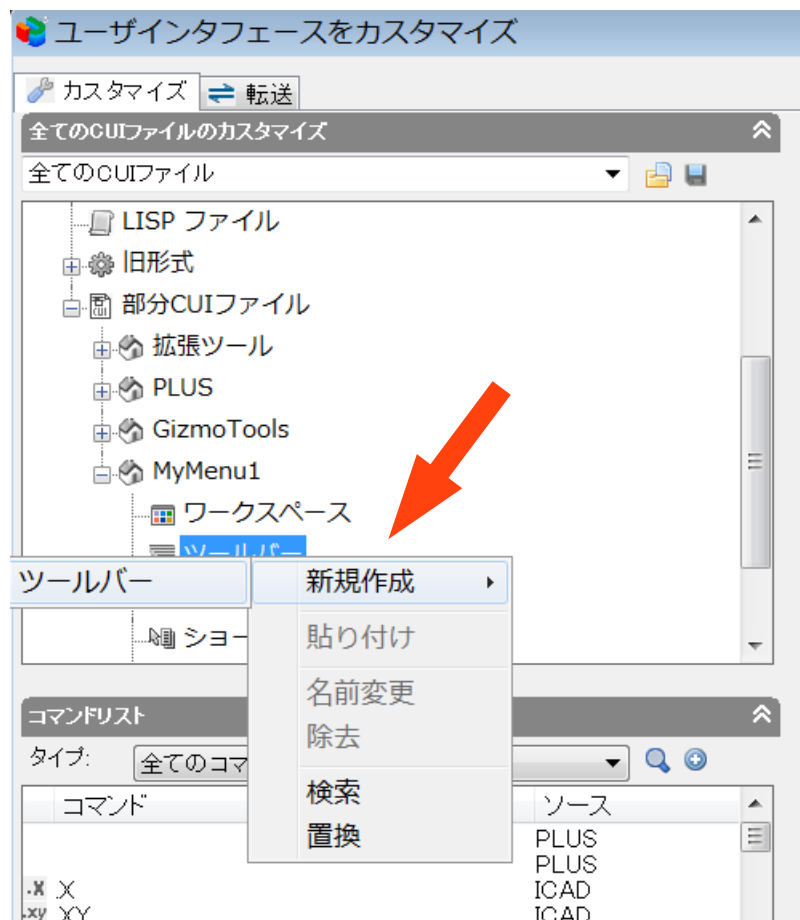 ユーザインタフェースをカスタマイズ
カスタマイズ 転送
全てのCUIファイルのカスタマイズ
全てのCUIファイル
LISP ファイル
旧形式
部分CUIファイル
拡張ツール
PLUS
GizmoTools
MyMenu1
ワークスペース
ツールバー
ツールバー 新規作成
ショー 貼り付け
名前変更
除去
検索
置換
コマンドリスト
タイプ: 全てのコマ
コマンド ソース
PLUS
PLUS
.X X ICAD
.xy XY ICAD